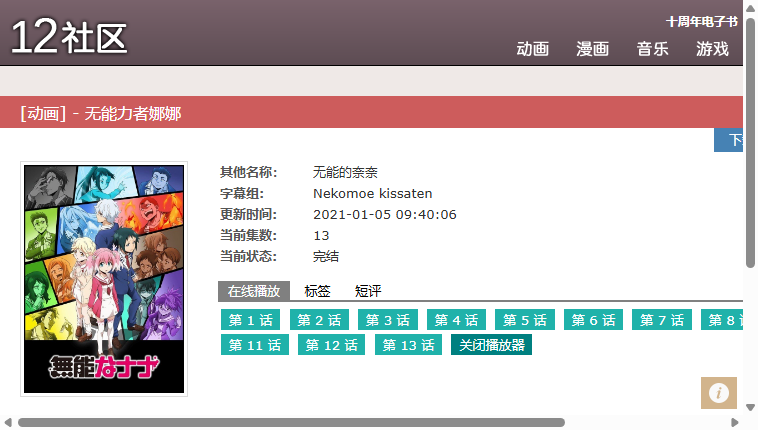 12社区
十周年电子书
动画 漫画 音乐 游戏
[动画] - 无能力者娜娜
其他名称: 无能的奈奈
字幕组: Nekomoe kissaten
更新时间: 2021-01-05 09:40:06
当前集数: 13
当前状态: 完结
在线播放 标签 短评
第 1 话 第 2 话 第 3 话 第 4 话 第 5 话 第 6 话 第 7 话 第 8
第 11 话 第 12 话 第 13 话 关闭播放器
無能なナナ
i